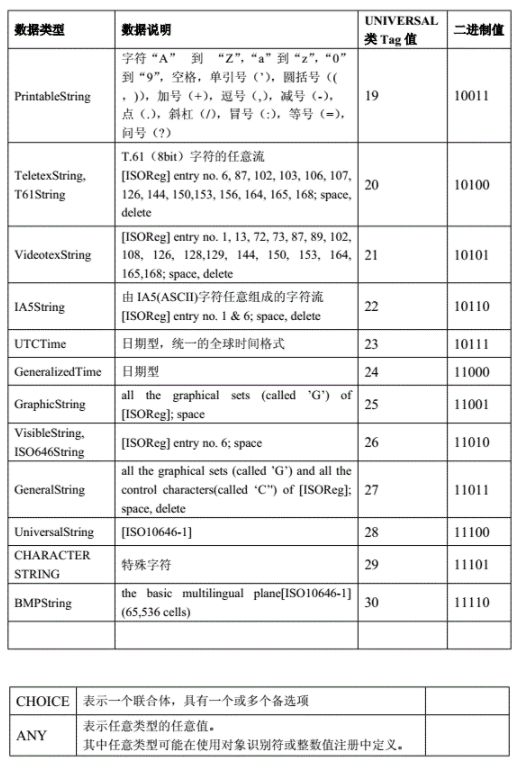 数据类型 数据说明 UNIVERSAL 类 Tag 值 二进制值
字符“A” 到 “Z”,“a”到“z”,“0”
到“9”,空格,单引号(’),圆括号((
PrintableString ,)),加号(+),逗号(,),减号(-), 19 10011
点(.),斜杠(/),冒号(:),等号(=),
问号(?)
T.61(8bit)字符的任意流
TeletexString, [ISOReg] entry no. 6, 87, 102, 103, 106, 107, 20 10100
T61String 126, 144, 150,153, 156, 164, 165, 168; space,
delete
[ISOReg] entry no. 1, 13, 72, 73, 87, 89, 102,
VideotexString 108, 126, 128,129, 144, 150, 153, 164, 21 10101
165,168; space, delete
IA5String 由 IA5(ASCII)字符任意组成的字符流 22 10110
[ISOReg] entry no. 1 & 6; space, delete
UTCTime 日期型,统一的全球时间格式 23 10111
GeneralizedTime 日期型 24 11000
GraphicString all the graphical sets (called ’G’) of 25 11001
[ISOReg]; space
VisibleString, [ISOReg] entry no. 6; space 26 11010
ISO646String
all the graphical sets (called ’G’) and all the
GeneralString control characters(called ‘C’’) of [ISOReg]; 27 11011
space, delete
UniversalString [ISO10646-1] 28 11100
CHARACTER 特殊字符 29 11101
STRING
BMPString the basic multilingual plane[ISO10646-1] 30 11110
(65,536 cells)
CHOICE 表示一个联合体,具有一个或多个备选项
ANY 表示任意类型的任意值。
其中任意类型可能在使用对象识别符或整数值注册中定义。